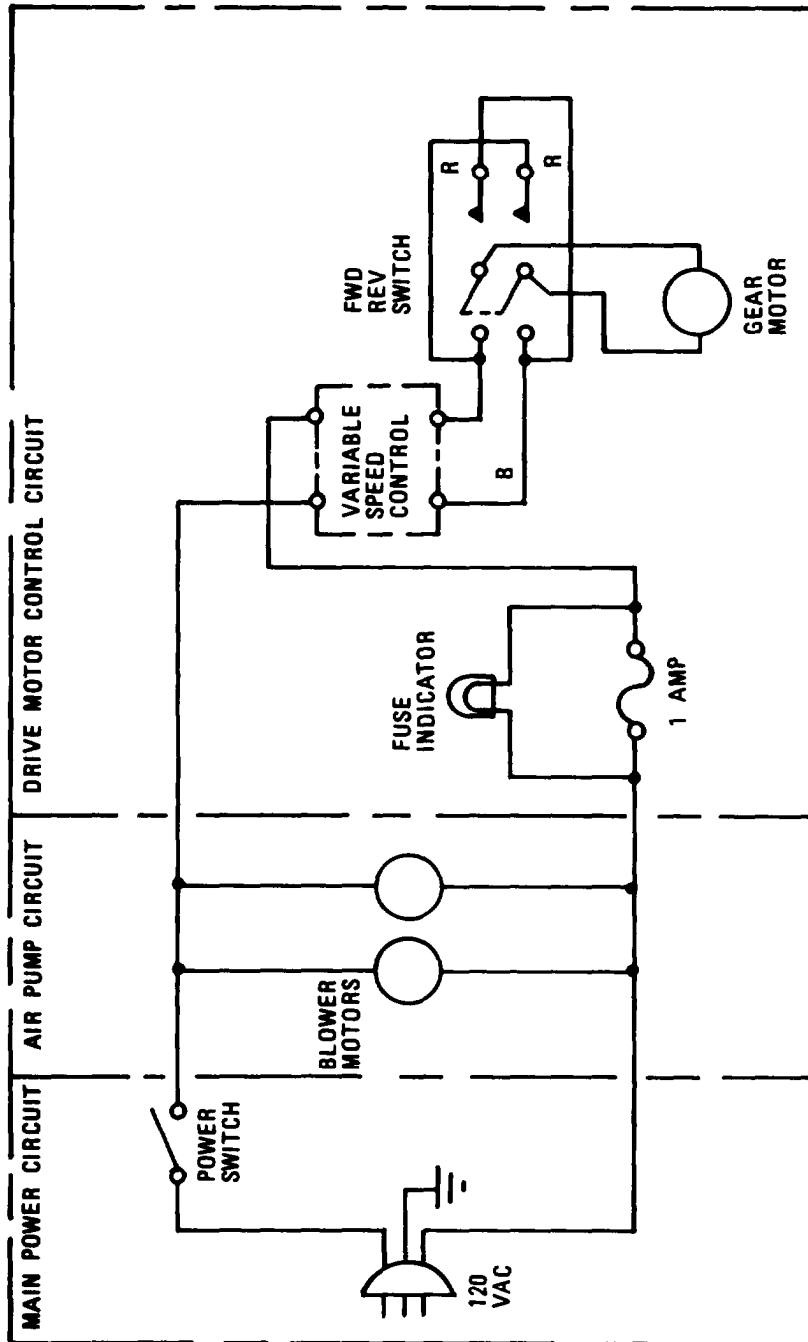 MAIN POWER CIRCUIT
AIR PUMP CIRCUIT
DRIVE MOTOR CONTROL CIRCUIT
POWER
SWITCH
120
VAC
BLOWER
MOTORS
FUSE
INDICATOR
1 AMP
VARIABLE
SPEED
CONTROL
B
FWD
REV
SWITCH
R
R
GEAR
MOTOR